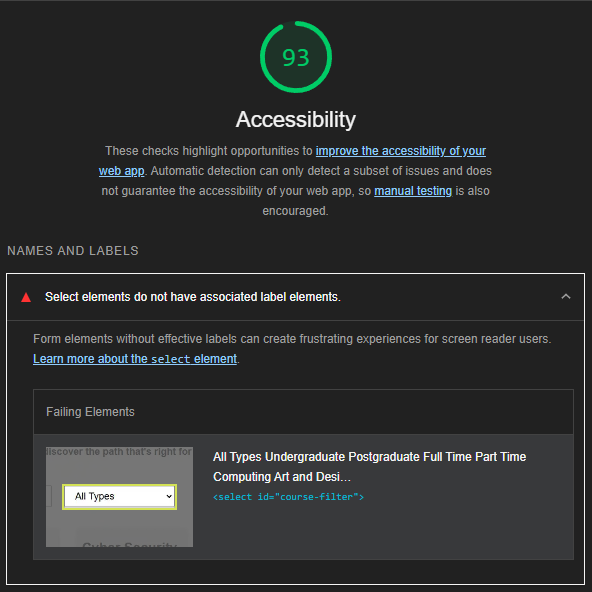 93
Accessibility
These checks highlight opportunities to improve the accessibility of your
web app. Automatic detection can only detect a subset of issues and does
not guarantee the accessibility of your web app, so manual testing is also
encouraged.
NAMES AND LABELS
Select elements do not have associated label elements.
Form elements without effective labels can create frustrating experiences for screen reader users.
Learn more about the select element.
Failing Elements
iscover the path that's right for
All Types
Cyber Security
All Types Undergraduate Postgraduate Full Time Part Time
Computing Art and Desi…
<select id="course-filter">